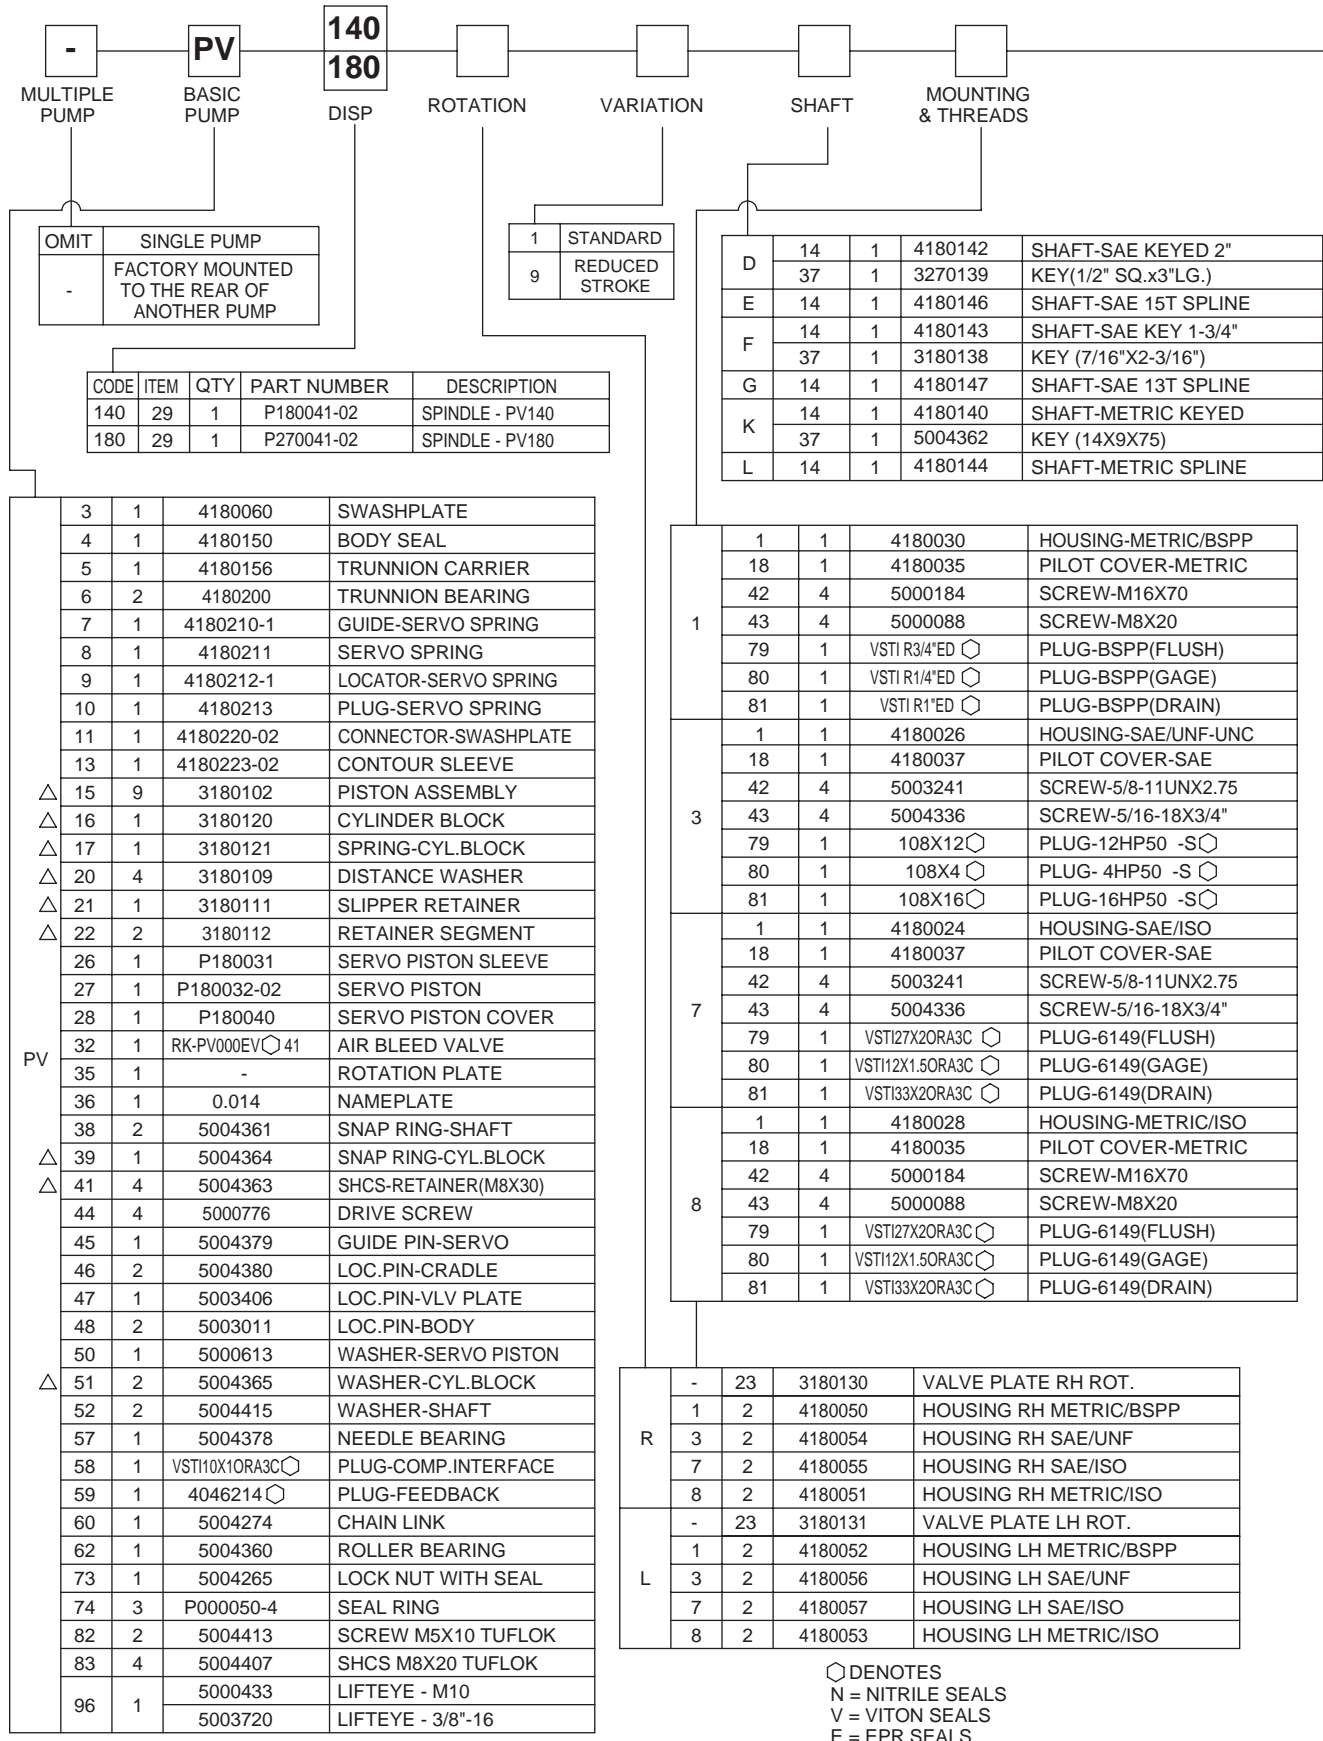 - PV 140
180
MULTIPLE PUMP BASIC PUMP DISP ROTATION VARIATION SHAFT MOUNTING & THREADS
OMIT SINGLE PUMP
- FACTORY MOUNTED TO THE REAR OF ANOTHER PUMP
1 STANDARD
9 REDUCED STROKE
CODE ITEM QTY PART NUMBER DESCRIPTION
140 29 1 P180041-02 SPINDLE - PV140
180 29 1 P270041-02 SPINDLE - PV180
D 14 1 4180142 SHAFT-SAE KEYED 2"
37 1 3270139 KEY(1/2" SQ.x3"LG.)
E 14 1 4180146 SHAFT-SAE 15T SPLINE
F 14 1 4180143 SHAFT-SAE KEY 1-3/4"
37 1 3180138 KEY (7/16"X2-3/16")
G 14 1 4180147 SHAFT-SAE 13T SPLINE
K 14 1 4180140 SHAFT-METRIC KEYED
37 1 5004362 KEY (14X9X75)
L 14 1 4180144 SHAFT-METRIC SPLINE
PV
3 1 4180060 SWASHPLATE
4 1 4180150 BODY SEAL
5 1 4180156 TRUNNION CARRIER
6 2 4180200 TRUNNION BEARING
7 1 4180210-1 GUIDE-SERVO SPRING
8 1 4180211 SERVO SPRING
9 1 4180212-1 LOCATOR-SERVO SPRING
10 1 4180213 PLUG-SERVO SPRING
11 1 4180220-02 CONNECTOR-SWASHPLATE
13 1 4180223-02 CONTOUR SLEEVE
△ 15 9 3180102 PISTON ASSEMBLY
△ 16 1 3180120 CYLINDER BLOCK
△ 17 1 3180121 SPRING-CYL.BLOCK
△ 20 4 3180109 DISTANCE WASHER
△ 21 1 3180111 SLIPPER RETAINER
△ 22 2 3180112 RETAINER SEGMENT
26 1 P180031 SERVO PISTON SLEEVE
27 1 P180032-02 SERVO PISTON
28 1 P180040 SERVO PISTON COVER
32 1 RK-PV000EV⬡ 41 AIR BLEED VALVE
35 1 - ROTATION PLATE
36 1 0.014 NAMEPLATE
38 2 5004361 SNAP RING-SHAFT
△ 39 1 5004364 SNAP RING-CYL.BLOCK
△ 41 4 5004363 SHCS-RETAINER(M8X30)
44 4 5000776 DRIVE SCREW
45 1 5004379 GUIDE PIN-SERVO
46 2 5004380 LOC.PIN-CRADLE
47 1 5003406 LOC.PIN-VLV PLATE
48 2 5003011 LOC.PIN-BODY
50 1 5000613 WASHER-SERVO PISTON
△ 51 2 5004365 WASHER-CYL.BLOCK
52 2 5004415 WASHER-SHAFT
57 1 5004378 NEEDLE BEARING
58 1 VSTI10X1ORA3C⬡ PLUG-COMP.INTERFACE
59 1 4046214⬡ PLUG-FEEDBACK
60 1 5004274 CHAIN LINK
62 1 5004360 ROLLER BEARING
73 1 5004265 LOCK NUT WITH SEAL
74 3 P000050-4 SEAL RING
82 2 5004413 SCREW M5X10 TUFLOK
83 4 5004407 SHCS M8X20 TUFLOK
96 1 5000433 LIFTEYE - M10
5003720 LIFTEYE - 3/8"-16
1
1 1 4180030 HOUSING-METRIC/BSPP
18 1 4180035 PILOT COVER-METRIC
42 4 5000184 SCREW-M16X70
43 4 5000088 SCREW-M8X20
79 1 VSTI R3/4"ED ⬡ PLUG-BSPP(FLUSH)
80 1 VSTI R1/4"ED ⬡ PLUG-BSPP(GAGE)
81 1 VSTI R1"ED ⬡ PLUG-BSPP(DRAIN)
3
1 1 4180026 HOUSING-SAE/UNF-UNC
18 1 4180037 PILOT COVER-SAE
42 4 5003241 SCREW-5/8-11UNX2.75
43 4 5004336 SCREW-5/16-18X3/4"
79 1 108X12⬡ PLUG-12HP50 -S⬡
80 1 108X4 ⬡ PLUG- 4HP50 -S ⬡
81 1 108X16⬡ PLUG-16HP50 -S⬡
7
1 1 4180024 HOUSING-SAE/ISO
18 1 4180037 PILOT COVER-SAE
42 4 5003241 SCREW-5/8-11UNX2.75
43 4 5004336 SCREW-5/16-18X3/4"
79 1 VSTI27X2ORA3C ⬡ PLUG-6149(FLUSH)
80 1 VSTI12X1.5ORA3C ⬡ PLUG-6149(GAGE)
81 1 VSTI33X2ORA3C ⬡ PLUG-6149(DRAIN)
8
1 1 4180028 HOUSING-METRIC/ISO
18 1 4180035 PILOT COVER-METRIC
42 4 5000184 SCREW-M16X70
43 4 5000088 SCREW-M8X20
79 1 VSTI27X2ORA3C⬡ PLUG-6149(FLUSH)
80 1 VSTI12X1.5ORA3C⬡ PLUG-6149(GAGE)
81 1 VSTI33X2ORA3C⬡ PLUG-6149(DRAIN)
R
- 23 3180130 VALVE PLATE RH ROT.
1 2 4180050 HOUSING RH METRIC/BSPP
3 2 4180054 HOUSING RH SAE/UNF
7 2 4180055 HOUSING RH SAE/ISO
8 2 4180051 HOUSING RH METRIC/ISO
L
- 23 3180131 VALVE PLATE LH ROT.
1 2 4180052 HOUSING LH METRIC/BSPP
3 2 4180056 HOUSING LH SAE/UNF
7 2 4180057 HOUSING LH SAE/ISO
8 2 4180053 HOUSING LH METRIC/ISO
⬡ DENOTES
N = NITRILE SEALS
V = VITON SEALS
E = EPR SEALS